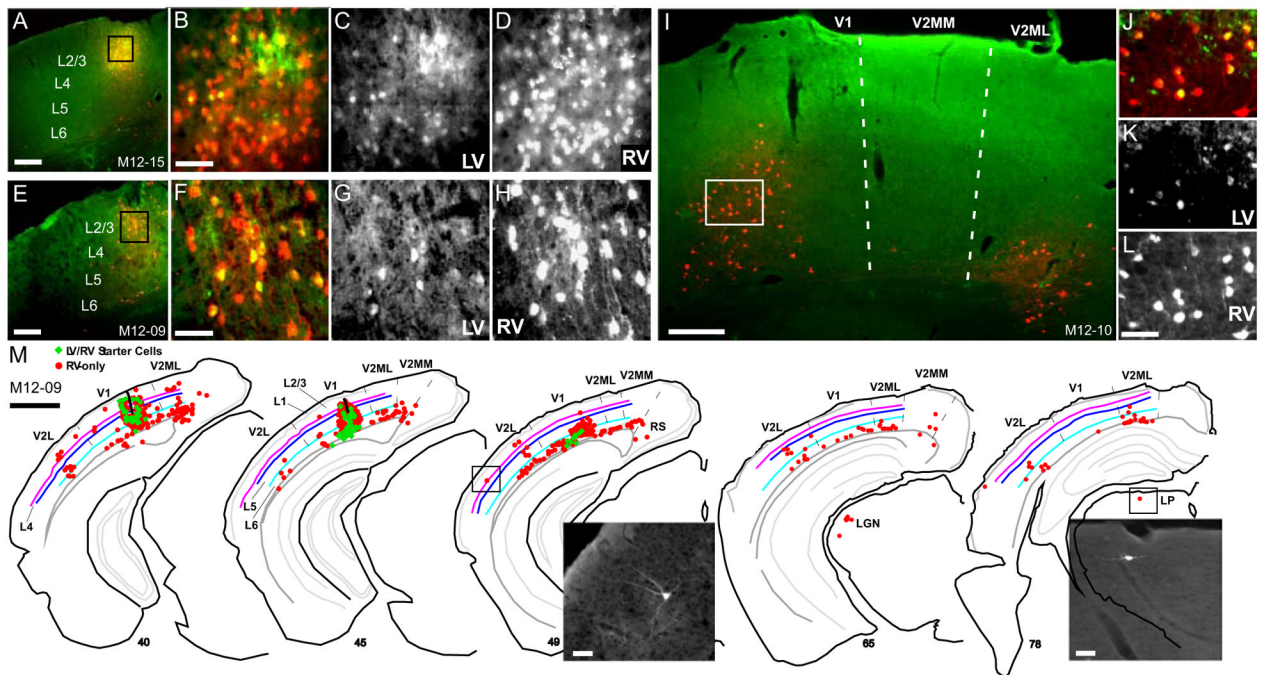 A
L2/3
L4
L5
L6
M12-15
B
C
LV
D
RV
E
L2/3
L4
L5
L6
M12-09
F
G
LV
H
RV
I
V1
V2MM
V2ML
M12-10
J
K
LV
L
RV
M
LV/RV Starter Cells
RV-only
M12-09
V1
V2ML
V2L
L4
40
L2/3
V1
V2ML
V2MM
L1
V2L
L5
L6
45
V1
V2ML
V2MM
V2L
RS
49
V1
V2ML
V2MM
V2L
LGN
65
V1
V2ML
V2L
LP
78